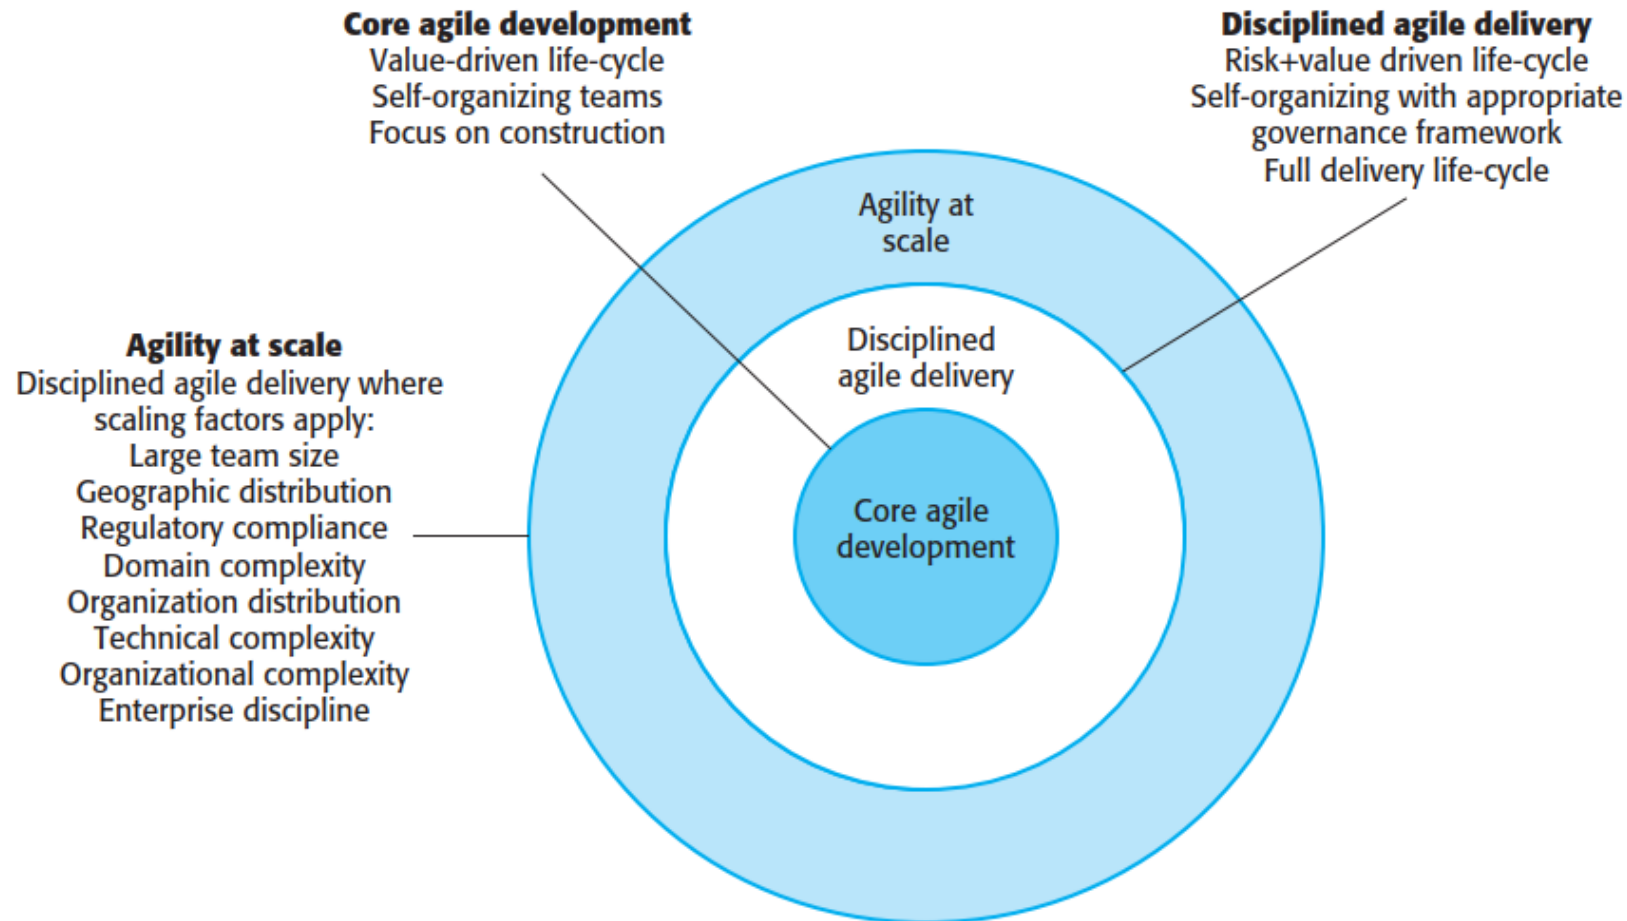 Core agile development
Value-driven life-cycle
Self-organizing teams
Focus on construction
Disciplined agile delivery
Risk+value driven life-cycle
Self-organizing with appropriate
governance framework
Full delivery life-cycle
Agility at scale
Disciplined agile delivery where
scaling factors apply:
Large team size
Geographic distribution
Regulatory compliance
Domain complexity
Organization distribution
Technical complexity
Organizational complexity
Enterprise discipline
Agility at
scale
Disciplined
agile delivery
Core agile
development